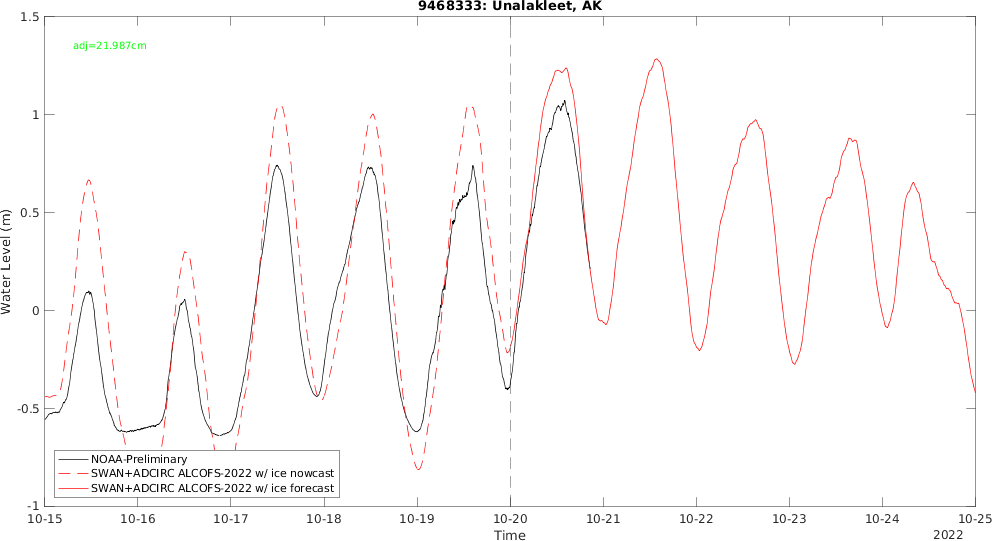 9468333: Unalakleet, AK
adj=21.987cm
Water Level (m)
1.5
1
0.5
0
-0.5
-1
NOAA-Preliminary
SWAN+ADCIRC ALCOFS-2022 w/ ice nowcast
SWAN+ADCIRC ALCOFS-2022 w/ ice forecast
10-15 10-16 10-17 10-18 10-19 10-20 10-21 10-22 10-23 10-24 10-25
Time
2022